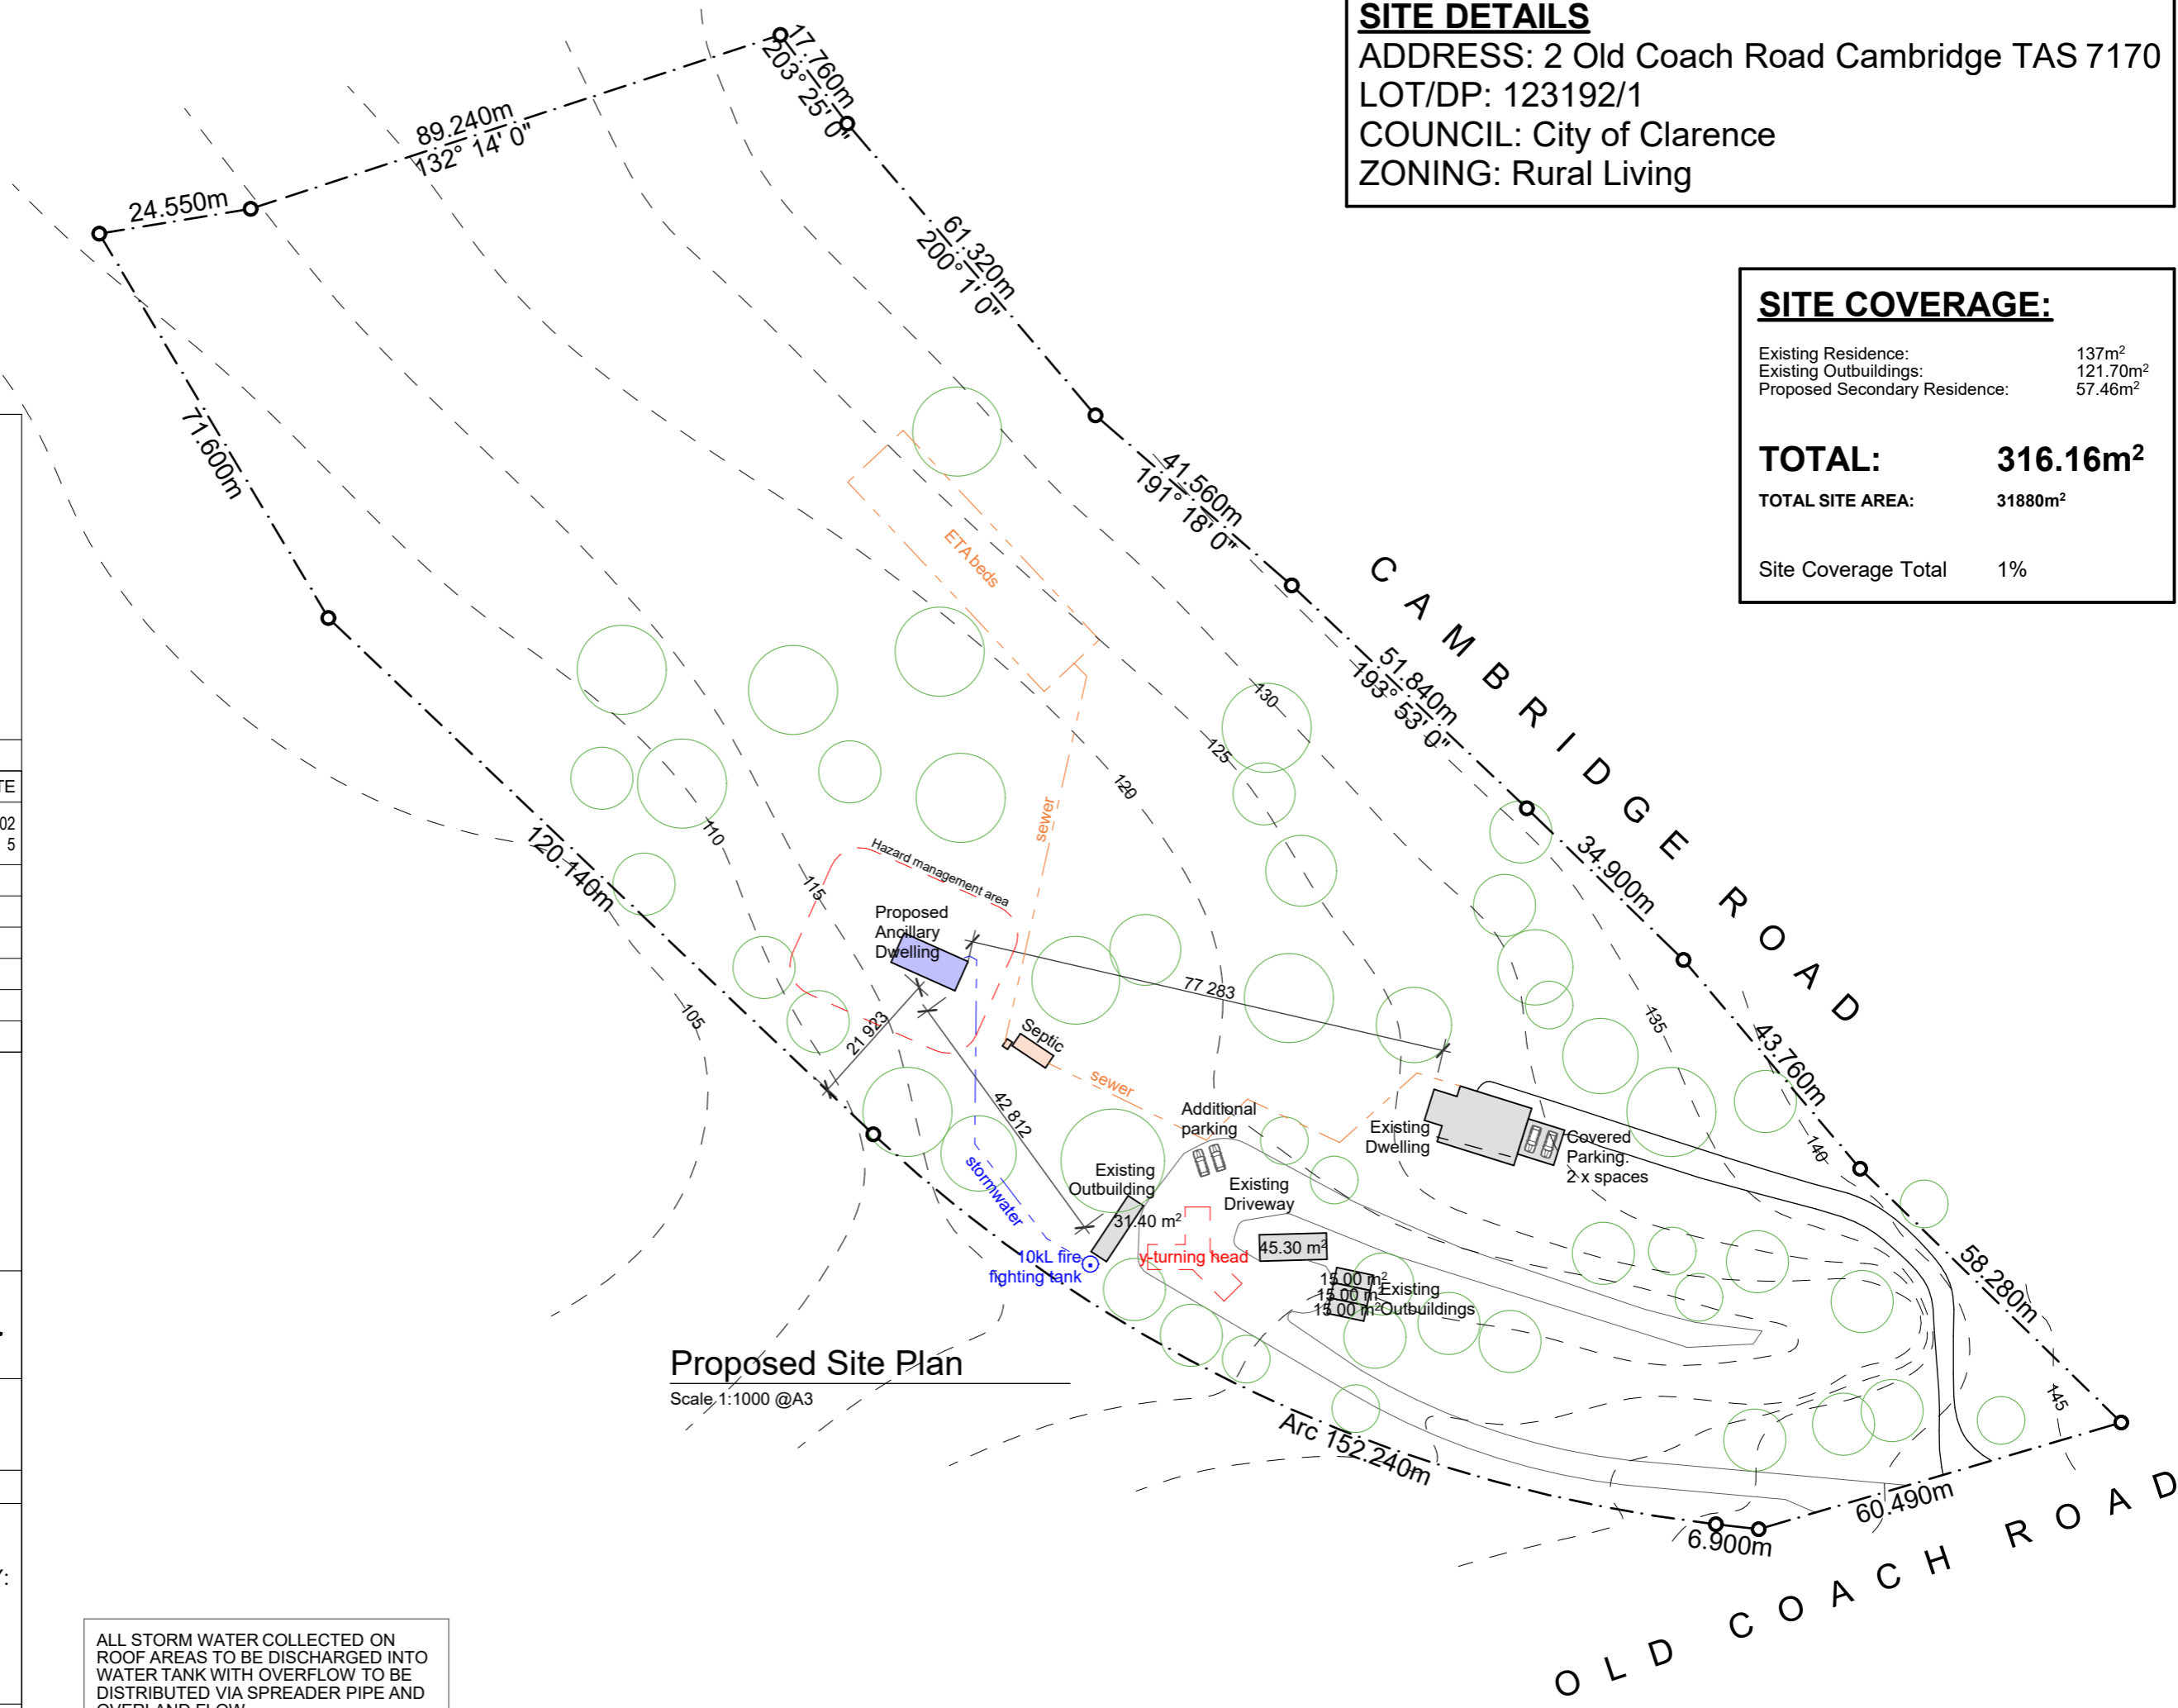 SITE DETAILS
ADDRESS: 2 Old Coach Road Cambridge TAS 7170
LOT/DP: 123192/1
COUNCIL: City of Clarence
ZONING: Rural Living
SITE COVERAGE:
Existing Residence: 137m²
Existing Outbuildings: 121.70m²
Proposed Secondary Residence: 57.46m²
TOTAL: 316.16m²
TOTAL SITE AREA: 31880m²
Site Coverage Total 1%
17.760m
203° 25' 0"
89.240m
132° 14' 0"
24.550m
61.320m
200° 1' 0"
71.600m
41.560m
191° 18' 0"
ETA beds
CAMBRIDGE ROAD
51.840m
193° 53' 0"
130
125
120
sewer
110
115
120.140m
34.900m
Hazard management area
Proposed
Ancillary
Dwelling
77 283
105
21 923
Septic
135
43.760m
sewer
42 812
Additional
parking
Existing
Dwelling
Covered
Parking.
2 x spaces
140
stormwater
Existing
Outbuilding
31.40 m²
Existing
Driveway
10kL fire
fighting tank
y-turning head
45.30 m²
15.00 m²
15.00 m²
15.00 m²
Existing
Outbuildings
58.280m
145
Proposed Site Plan
Scale 1:1000 @A3
Arc 152.240m
6.900m
60.490m
OLD COACH ROAD
TE
02
5
Y:
ALL STORM WATER COLLECTED ON
ROOF AREAS TO BE DISCHARGED INTO
WATER TANK WITH OVERFLOW TO BE
DISTRIBUTED VIA SPREADER PIPE AND
OVERLAND FLOW